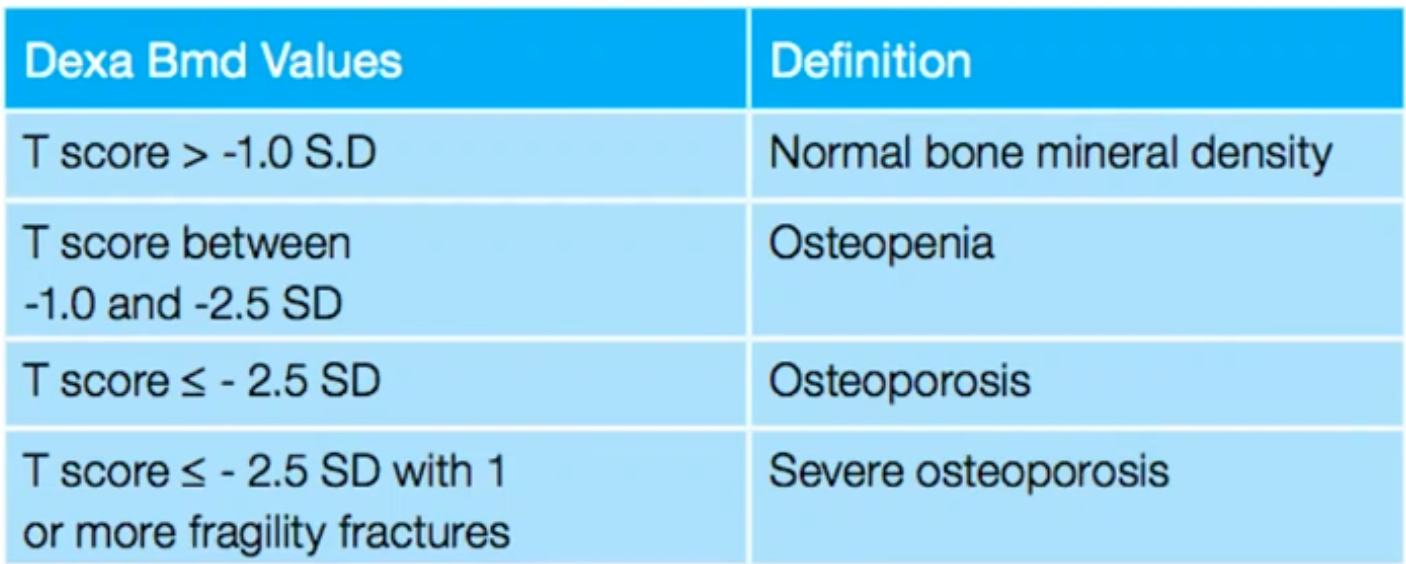 Dexa Bmd Values
Definition
T score > -1.0 S.D
Normal bone mineral density
T score between
-1.0 and -2.5 SD
Osteopenia
T score ≤ - 2.5 SD
Osteoporosis
T score ≤ - 2.5 SD with 1
or more fragility fractures
Severe osteoporosis